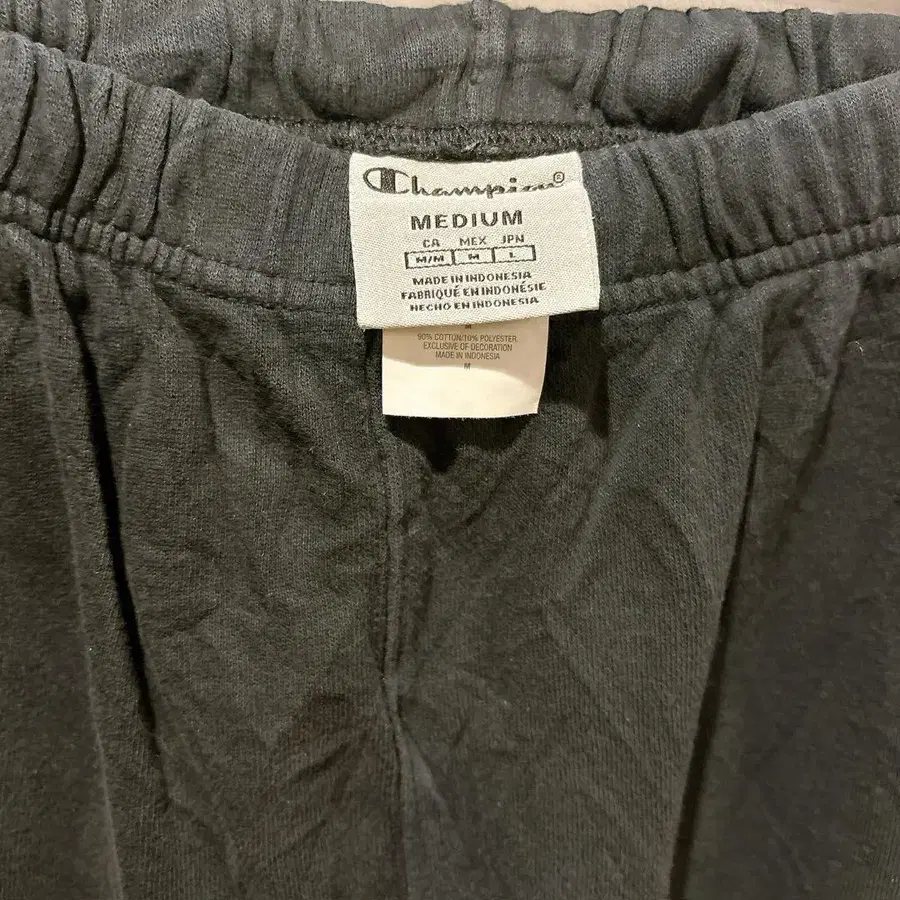 Champion®
MEDIUM
CA MEX JPN
M/M M L
MADE IN INDONESIA
FABRIQUÉ EN INDONÉSIE
HECHO EN INDONESIA
M
90% COTTON/10% POLYESTER,
EXCLUSIVE OF DECORATION
MADE IN INDONESIA
M